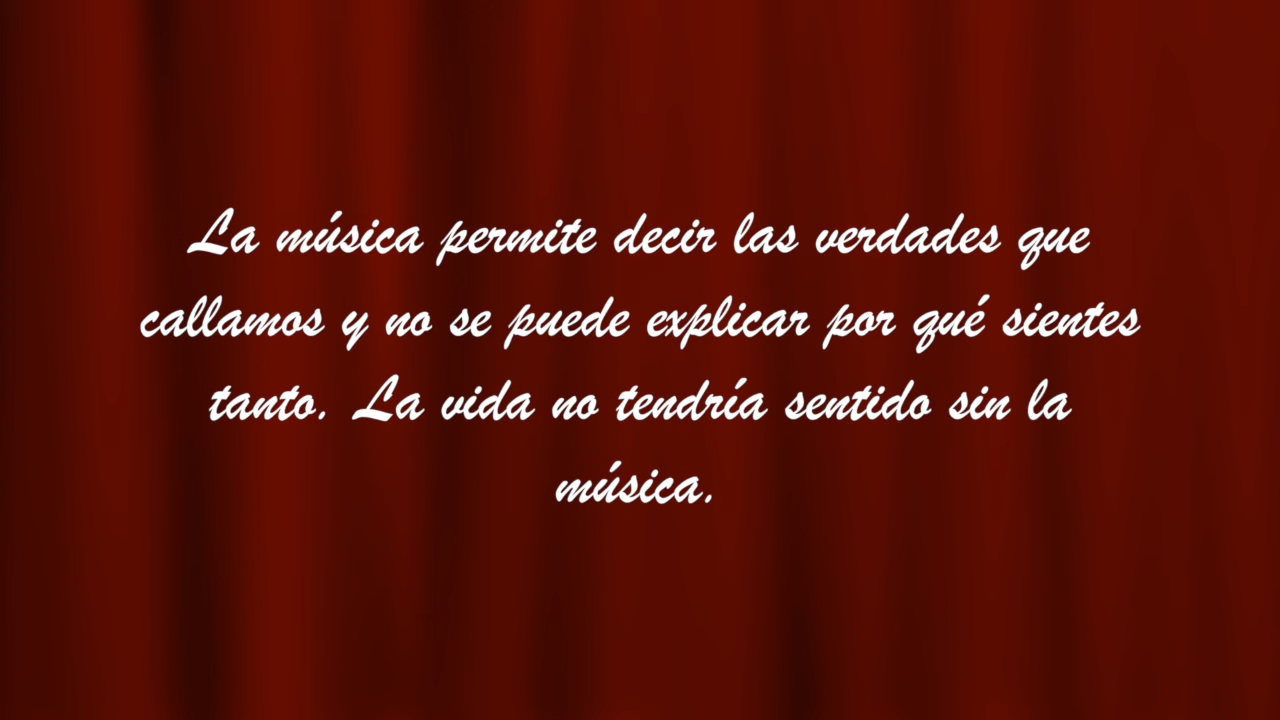 La música permite decir las verdades que
callamos y no se puede explicar por qué sientes
tanto. La vida no tendría sentido sin la
música.